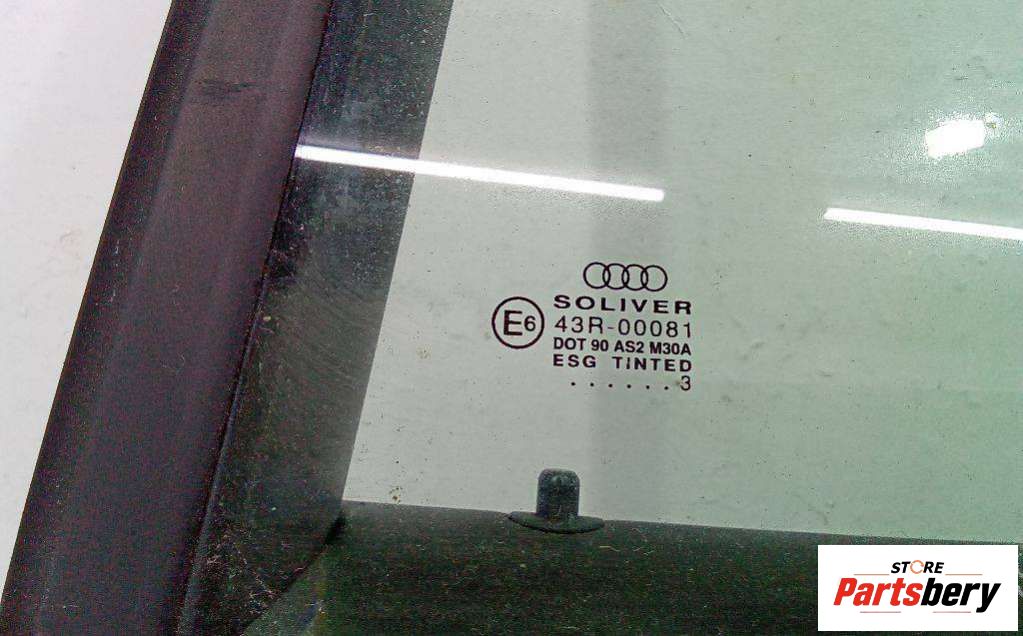 SOLIVER
E6
43R-00081
DOT 90 AS2 M30A
ESG TINTED
. . . . . . 3
STORE
Partsbery